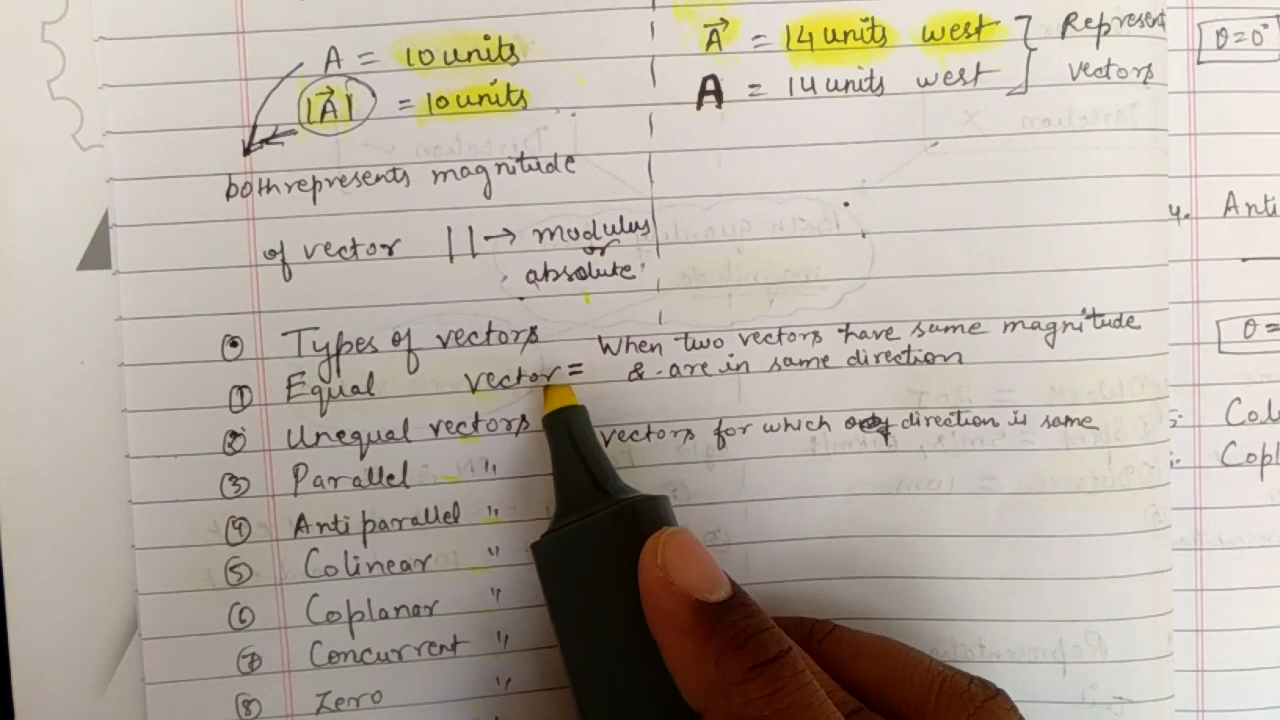 A = 10 units
|A⃗| = 10 units
both represents magnitude
of vector || → modulus
or
absolute
A⃗ = 14 units west
A = 14 units west
Represent
vectors
Types of vectors
① Equal vector = When two vectors have same magnitude
& are in same direction
② Unequal vectors
vectors for which direction is same
③ Parallel "
④ Anti parallel "
⑤ Colinear "
⑥ Coplanar "
⑦ Concurrent "
⑧ Zero "
θ=0°
4. Anti
θ=
Col
Copl